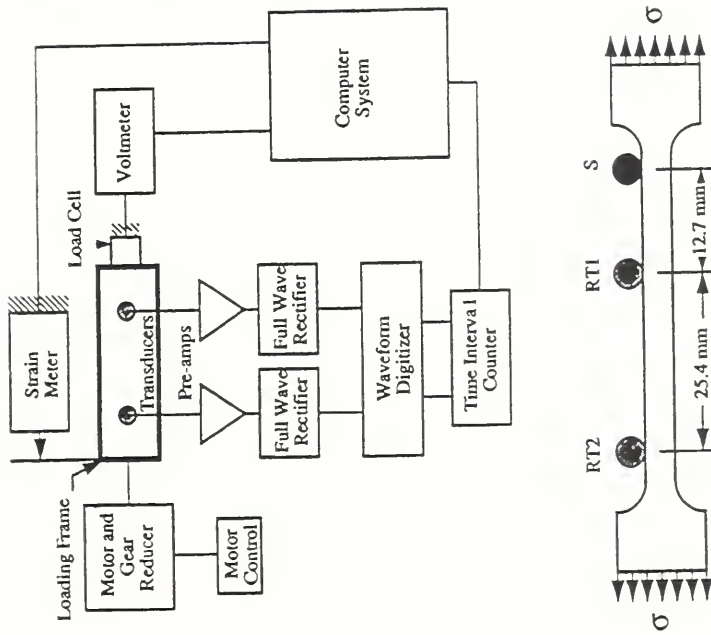 Strain
Meter
Load Cell
Voltmeter
Computer
System
Loading Frame
Transducers
Motor and
Gear
Reducer
Pre-amps
Motor
Control
Full Wave
Rectifier
Full Wave
Rectifier
Waveform
Digitizer
Time Interval
Counter
σ
RT2
RT1
S
σ
25.4 mm
12.7 mm